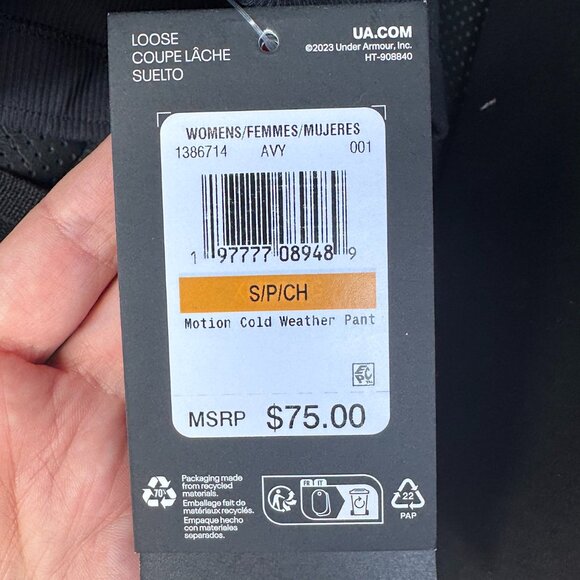 LOOSE
COUPE LÂCHE
SUELTO
UA.COM
©2023 Under Armour, Inc.
HT-908840
WOMENS/FEMMES/MUJERES
1386714 AVY 001
1 97777 08948 9
S/P/CH
Motion Cold Weather Pant
EPC
MSRP $75.00
70%
Packaging made
from recycled
materials.
Emballage fait de
matériaux recyclés.
Empaque hecho
con materiales
separados.
FR IT
22
PAP